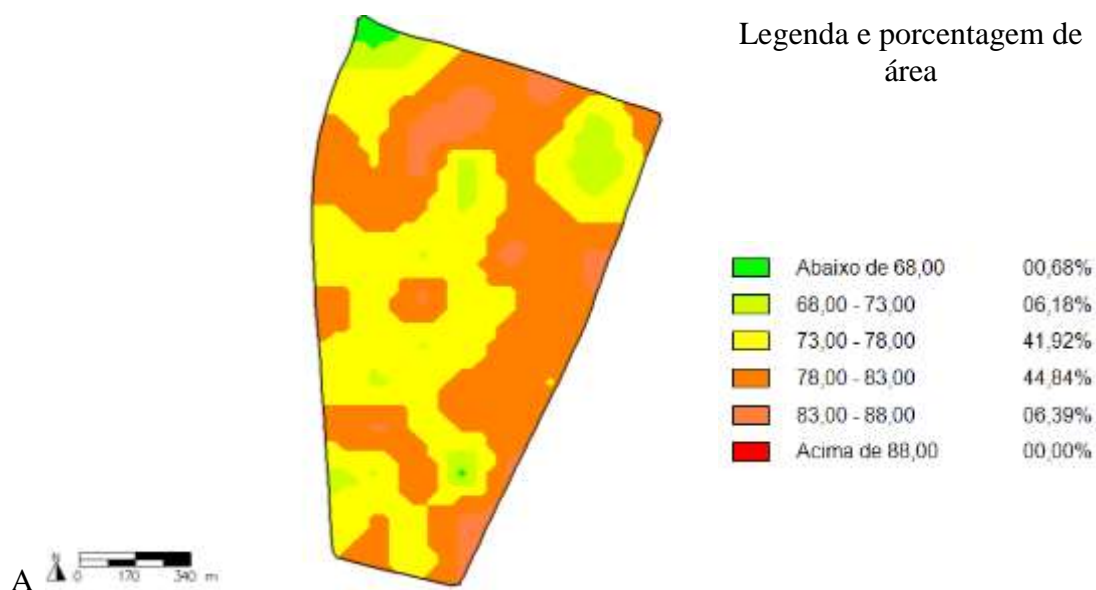 Legenda e porcentagem de
área
Abaixo de 68,00 00,68%
68,00 - 73,00 06,18%
73,00 - 78,00 41,92%
78,00 - 83,00 44,84%
83,00 - 88,00 06,39%
Acima de 88,00 00,00%
A
N
0 170 340 m